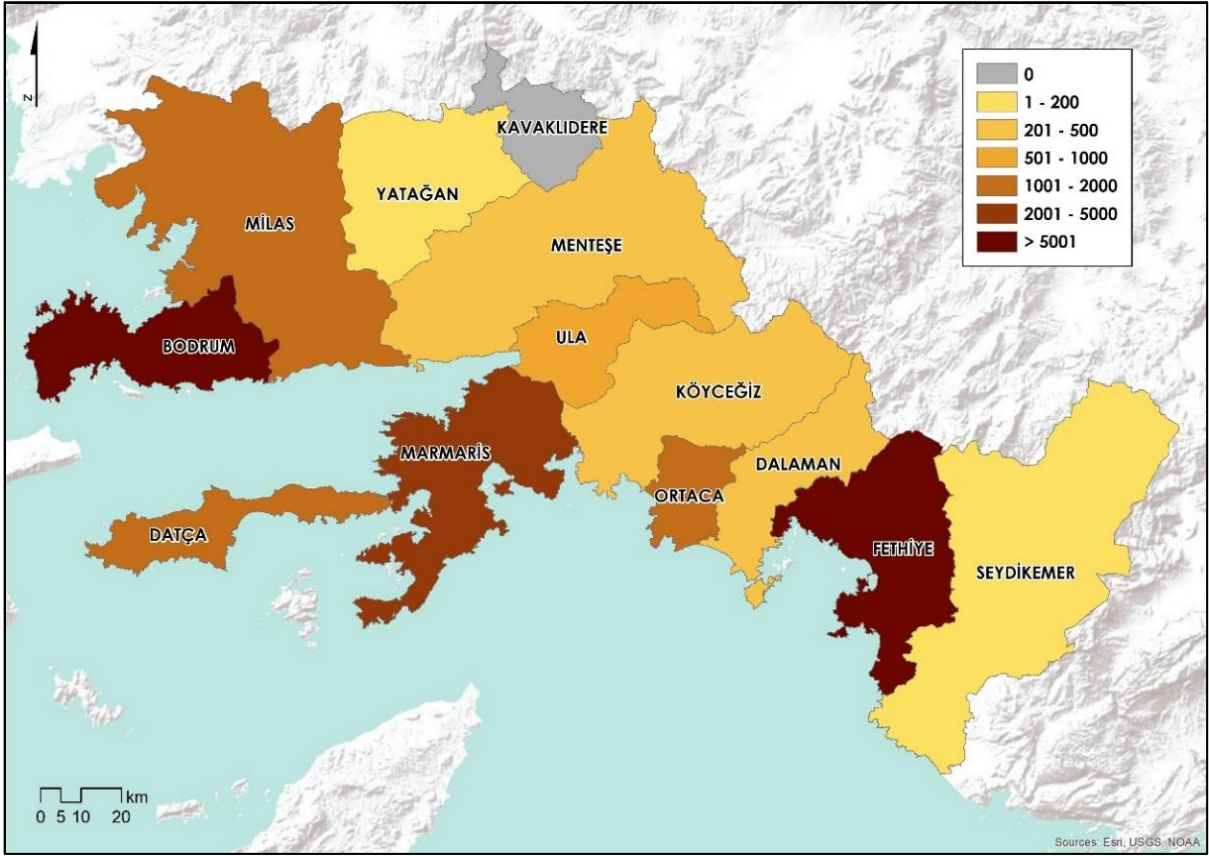 N
0
1 - 200
201 - 500
501 - 1000
1001 - 2000
2001 - 5000
> 5001
KAVAKLIDERE
YATAĞAN
MİLAS
MENTEŞE
BODRUM
ULA
KÖYCEĞİZ
MARMARİS
DALAMAN
ORTACA
DATÇA
FETHİYE
SEYDİKEMER
km
0 5 10 20
Sources: Esri, USGS, NOAA